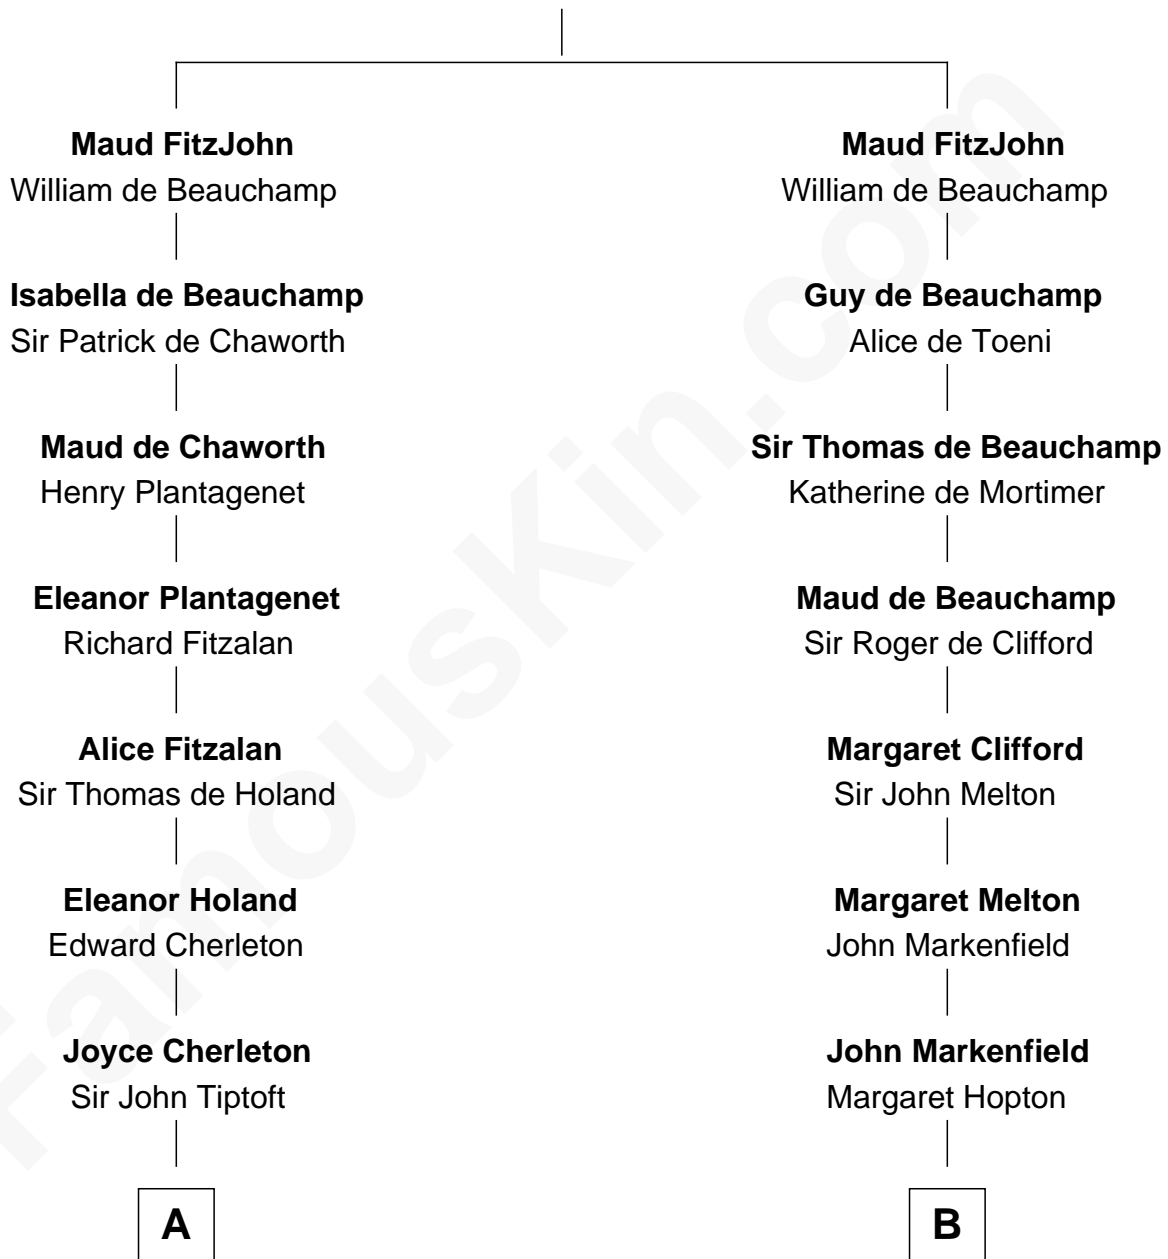 Maud FitzJohn
William de Beauchamp
Isabella de Beauchamp
Sir Patrick de Chaworth
Maud de Chaworth
Henry Plantagenet
Eleanor Plantagenet
Richard Fitzalan
Alice Fitzalan
Sir Thomas de Holand
Eleanor Holand
Edward Cherleton
Joyce Cherleton
Sir John Tiptoft
A
Maud FitzJohn
William de Beauchamp
Guy de Beauchamp
Alice de Toeni
Sir Thomas de Beauchamp
Katherine de Mortimer
Maud de Beauchamp
Sir Roger de Clifford
Margaret Clifford
Sir John Melton
Margaret Melton
John Markenfield
John Markenfield
Margaret Hopton
B
FamousKin.com